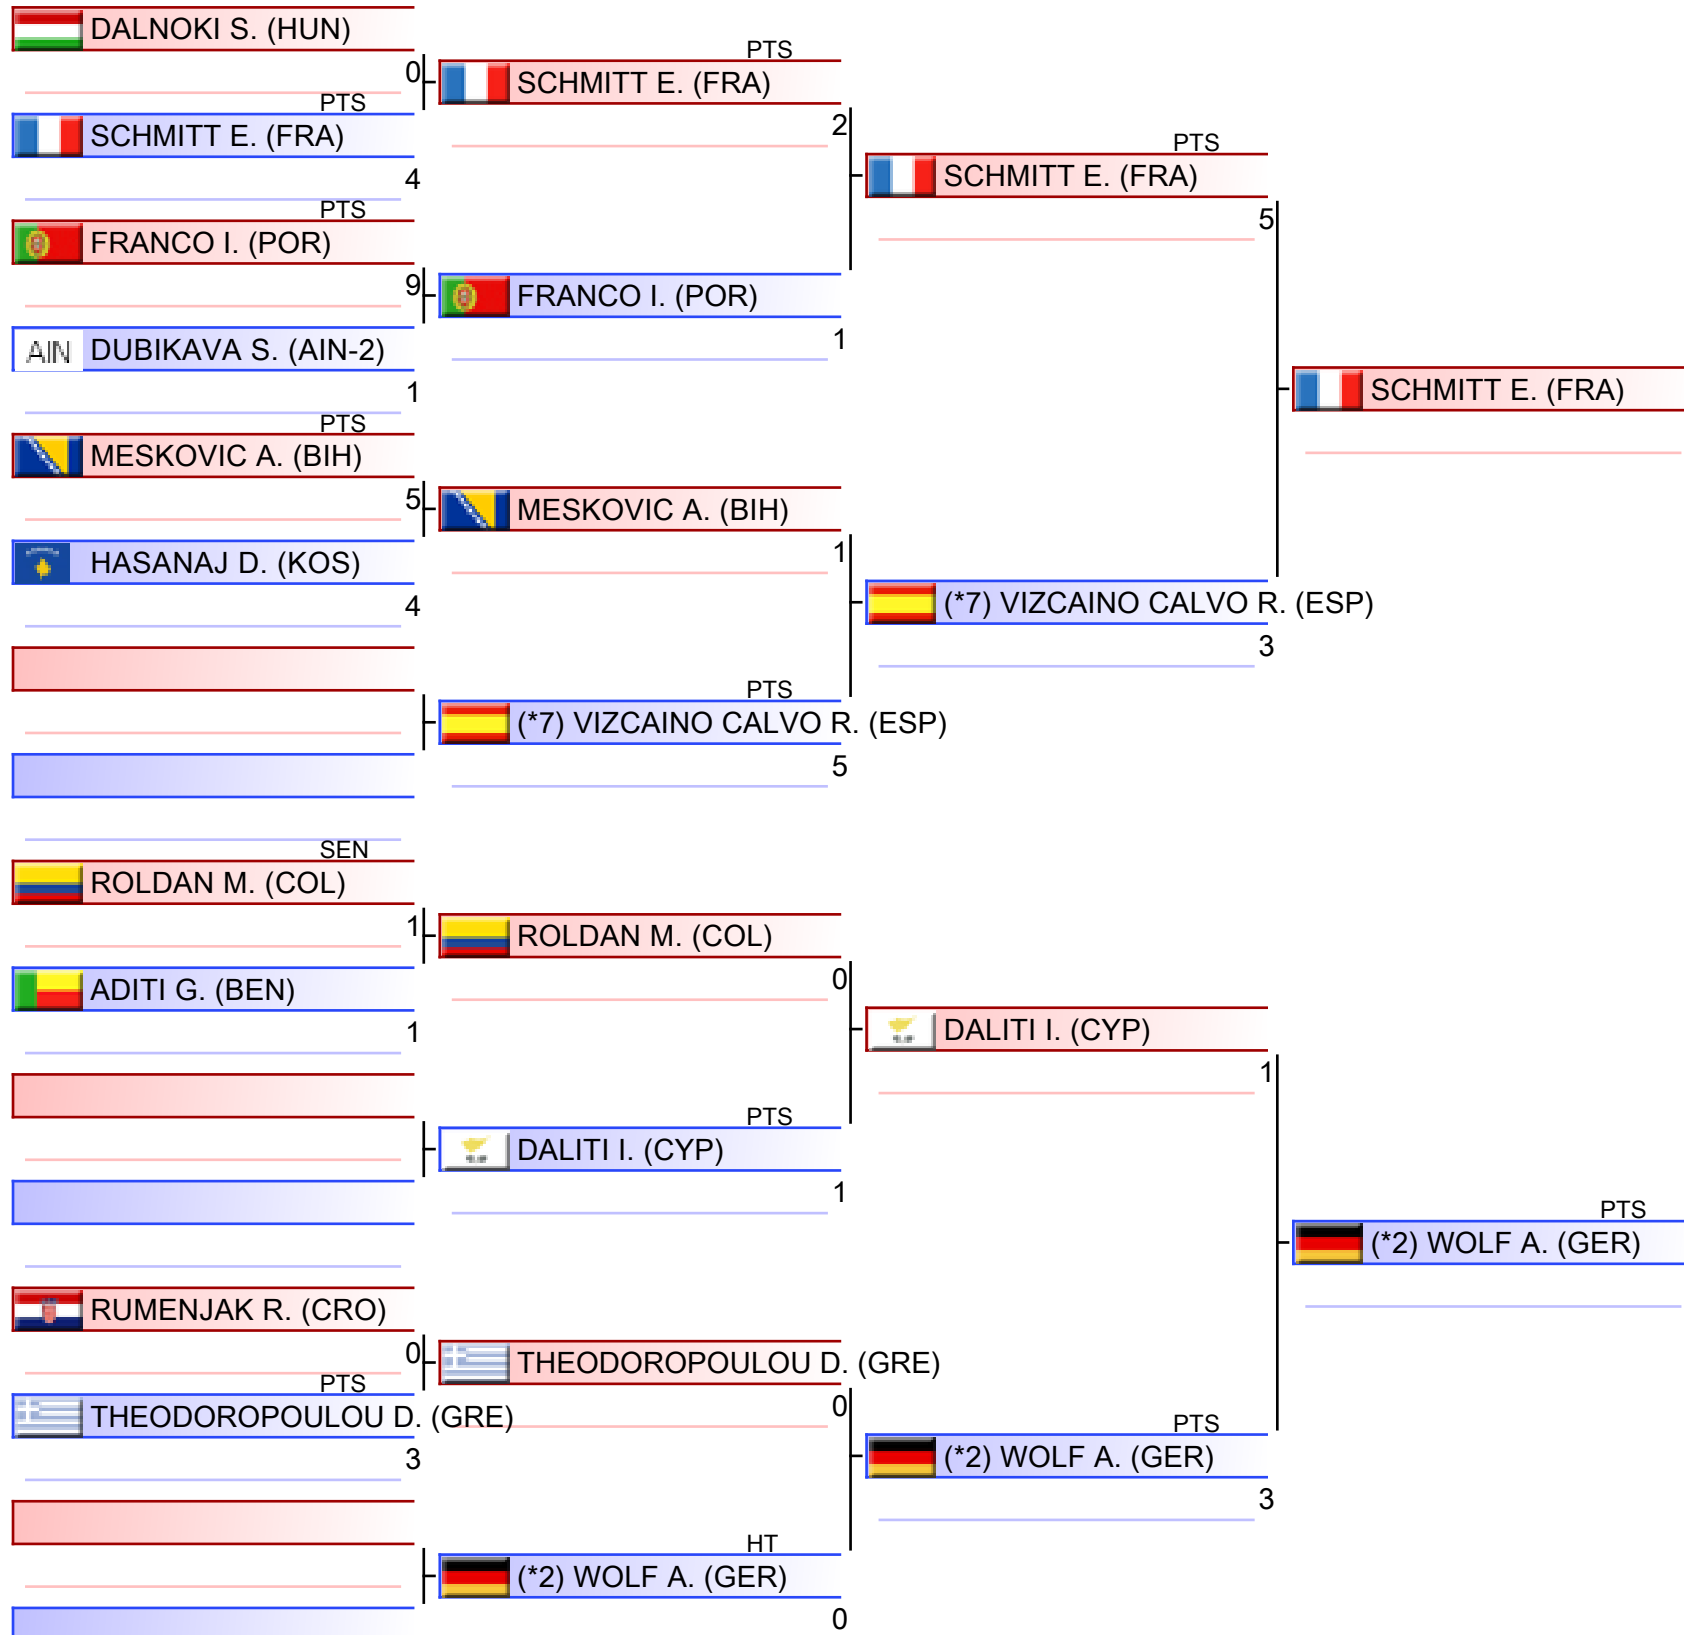 DALNOKI S. (HUN)
0
PTS
SCHMITT E. (FRA)
4
PTS
FRANCO I. (POR)
9
AIN DUBIKAVA S. (AIN-2)
1
PTS
MESKOVIC A. (BIH)
5
HASANAJ D. (KOS)
4
SEN
ROLDAN M. (COL)
1
ADITI G. (BEN)
1
RUMENJAK R. (CRO)
0
PTS
THEODOROPOULOU D. (GRE)
3
PTS
SCHMITT E. (FRA)
2
FRANCO I. (POR)
1
MESKOVIC A. (BIH)
1
PTS
(*7) VIZCAINO CALVO R. (ESP)
5
ROLDAN M. (COL)
0
PTS
DALITI I. (CYP)
1
THEODOROPOULOU D. (GRE)
0
HT
(*2) WOLF A. (GER)
0
PTS
SCHMITT E. (FRA)
5
(*7) VIZCAINO CALVO R. (ESP)
3
DALITI I. (CYP)
1
PTS
(*2) WOLF A. (GER)
3
SCHMITT E. (FRA)
PTS
(*2) WOLF A. (GER)